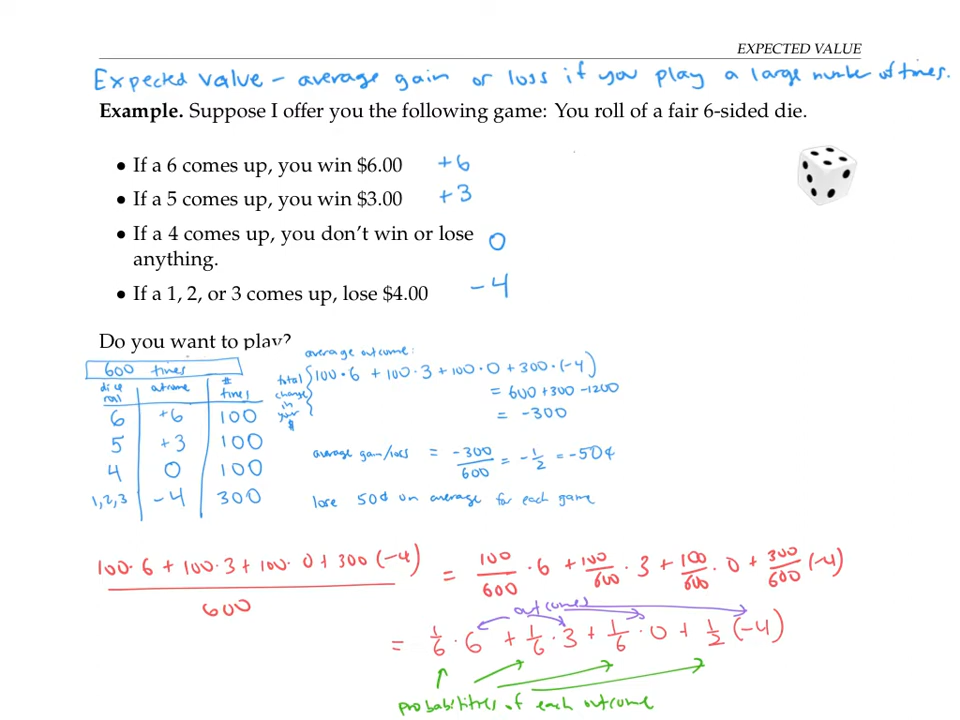 EXPECTED VALUE
Expected value – average gain or loss if you play a large number of times.
Example. Suppose I offer you the following game: You roll of a fair 6-sided die.
• If a 6 comes up, you win $6.00 +6
• If a 5 comes up, you win $3.00 +3
• If a 4 comes up, you don't win or lose 0
anything.
• If a 1, 2, or 3 comes up, lose $4.00 -4
Do you want to play?
600 times
dice roll outcome # times
6 +6 100
5 +3 100
4 0 100
1,2,3 -4 300
average outcome:
total change in your $ { 100·6 + 100·3 + 100·0 + 300·(-4)
= 600 + 300 - 1200
= -300
average gain/loss = -300/600 = -1/2 = -50¢
lose 50¢ on average for each game
100·6 + 100·3 + 100·0 + 300(-4) / 600 = 100/600 · 6 + 100/600 · 3 + 100/600 · 0 + 300/600 (-4)
outcomes
= 1/6 · 6 + 1/6 · 3 + 1/6 · 0 + 1/2 (-4)
probabilities of each outcome